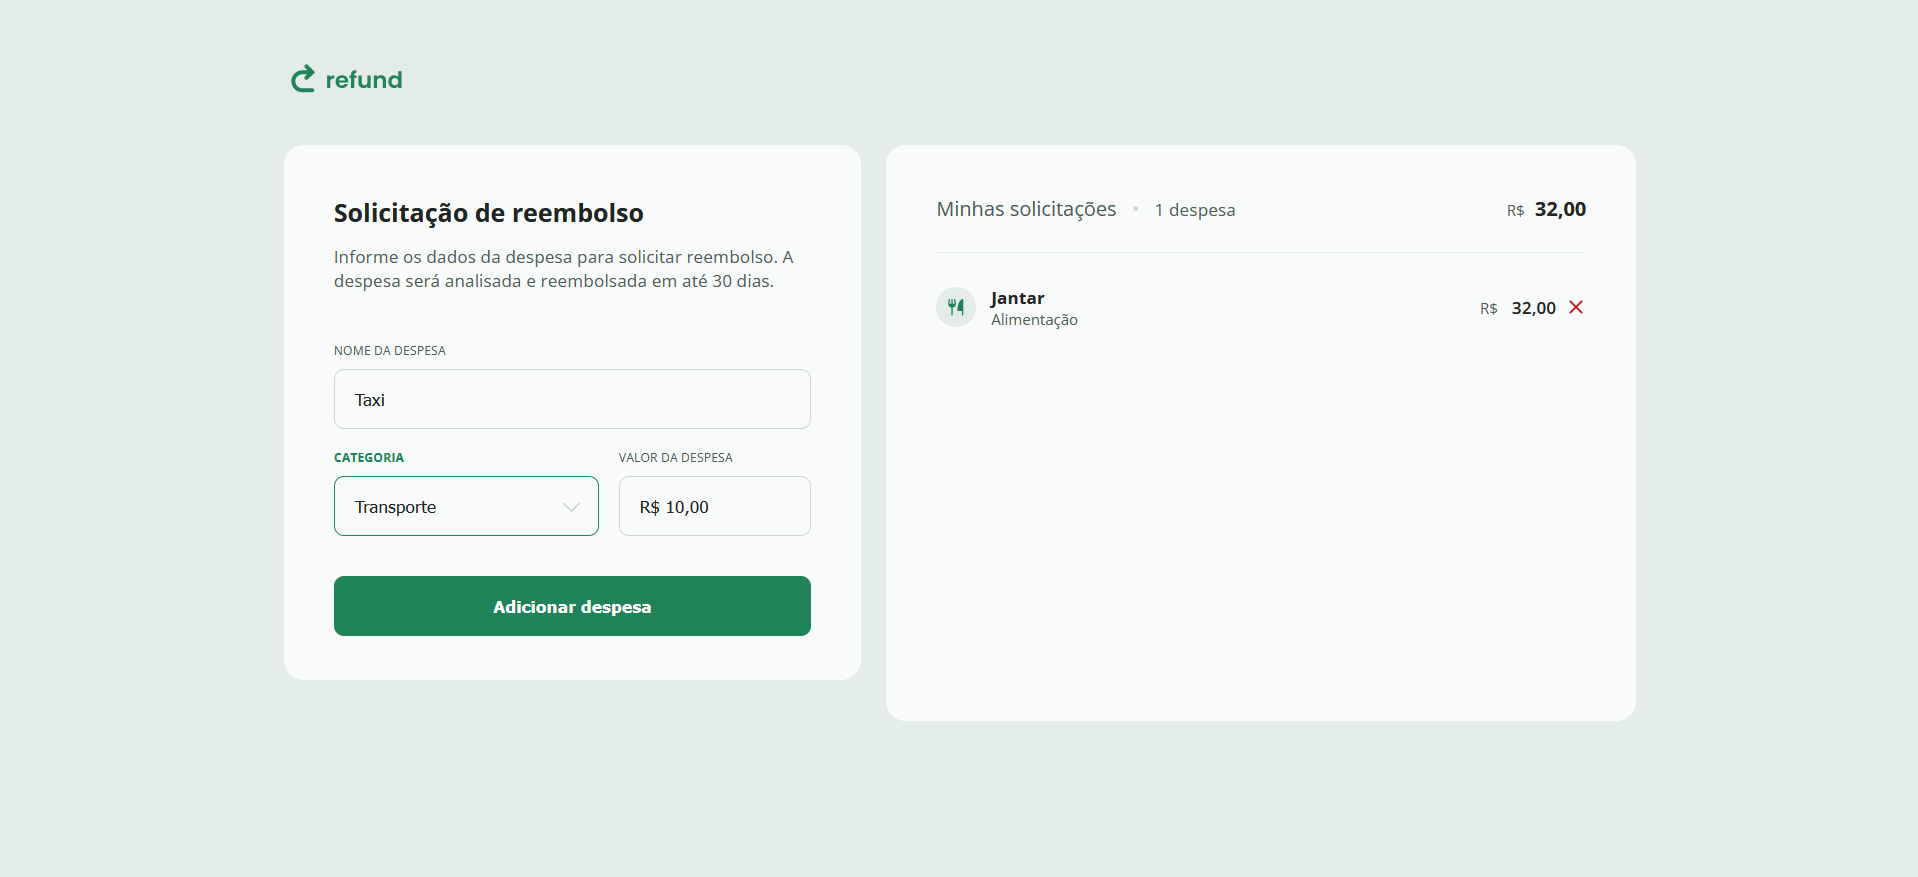 refund
Solicitação de reembolso
Informe os dados da despesa para solicitar reembolso. A
despesa será analisada e reembolsada em até 30 dias.
NOME DA DESPESA
Taxi
CATEGORIA
VALOR DA DESPESA
Transporte
R$ 10,00
Adicionar despesa
Minhas solicitações • 1 despesa R$ 32,00
Jantar
Alimentação
R$ 32,00